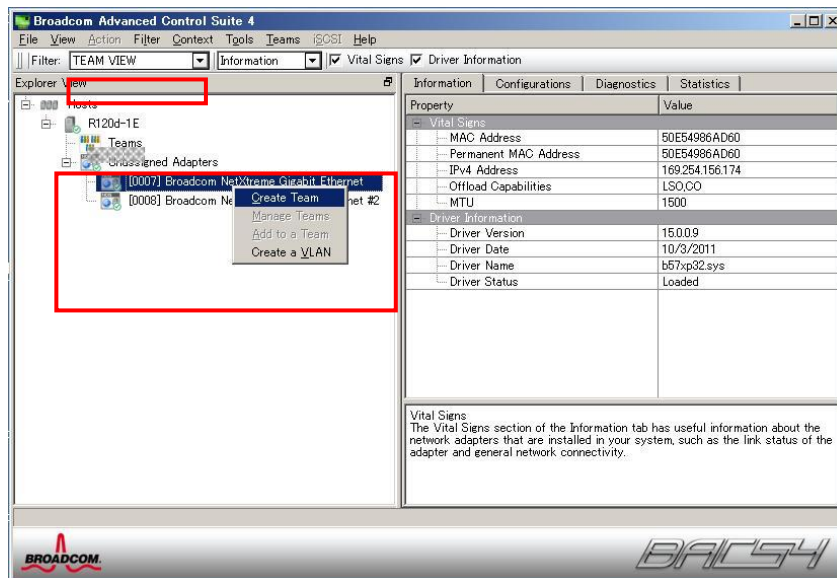 Broadcom Advanced Control Suite 4
File View Action Filter Context Tools Teams iSCSI Help
Filter: TEAM VIEW Information Vital Signs Driver Information
Explorer View
Hosts
R120d-1E
Teams
Unassigned Adapters
[0007] Broadcom NetXtreme Gigabit Ethernet
[0008] Broadcom Ne net #2
Create Team
Manage Teams
Add to a Team
Create a VLAN
Information Configurations Diagnostics Statistics
Property Value
Vital Signs
MAC Address 50E54986AD60
Permanent MAC Address 50E54986AD60
IPv4 Address 169.254.156.174
Offload Capabilities LSO,CO
MTU 1500
Driver Information
Driver Version 15.0.0.9
Driver Date 10/3/2011
Driver Name b57xp32.sys
Driver Status Loaded
Vital Signs
The Vital Signs section of the Information tab has useful information about the
network adapters that are installed in your system, such as the link status of the
adapter and general network connectivity.
BROADCOM.
BACS4